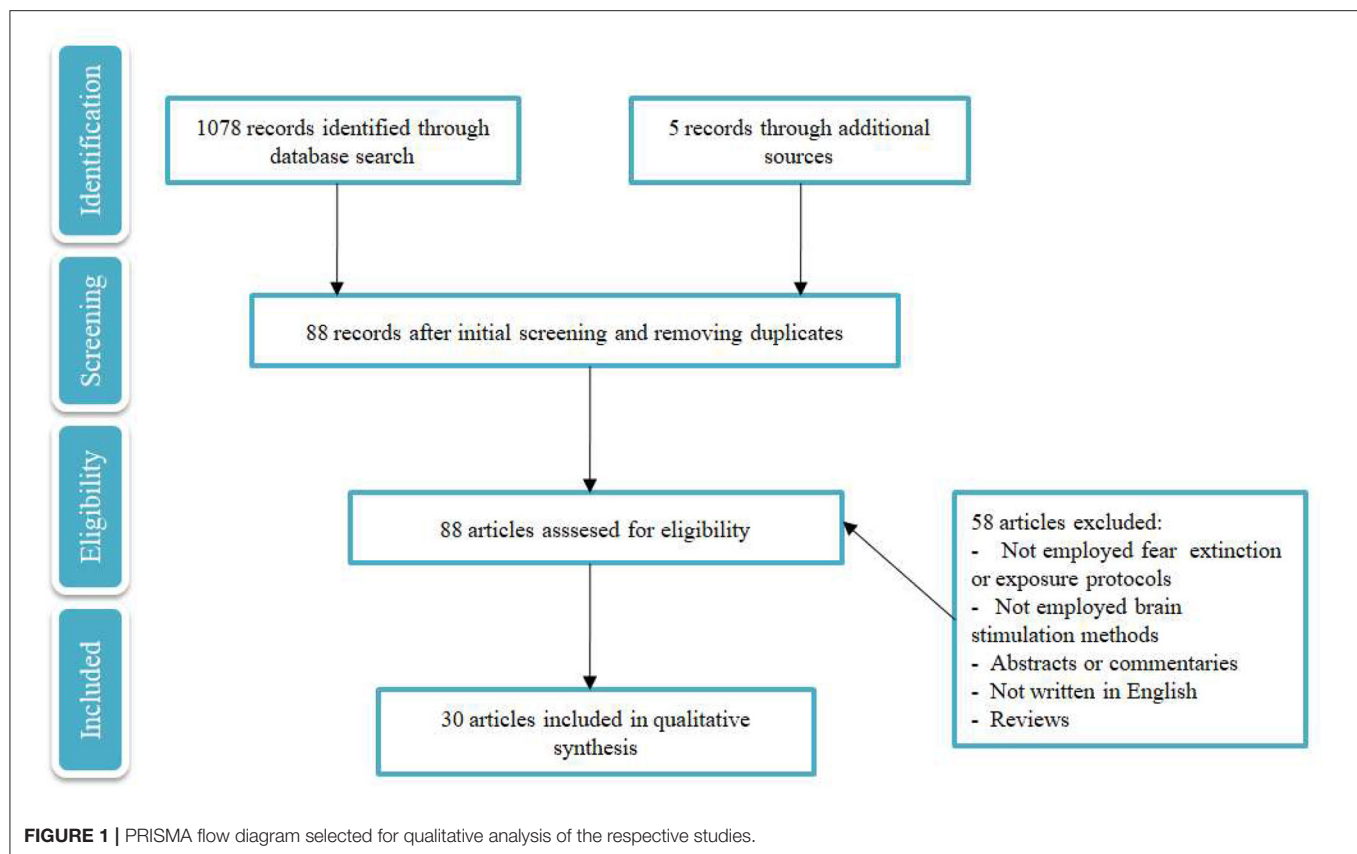 Identification
1078 records identified through
database search
5 records through additional
sources
Screening
88 records after initial screening and removing duplicates
Eligibility
88 articles asssesed for eligibility
58 articles excluded:
- Not employed fear extinction
or exposure protocols
- Not employed brain
stimulation methods
- Abstracts or commentaries
- Not written in English
- Reviews
Included
30 articles included in qualitative
synthesis
FIGURE 1 | PRISMA flow diagram selected for qualitative analysis of the respective studies.